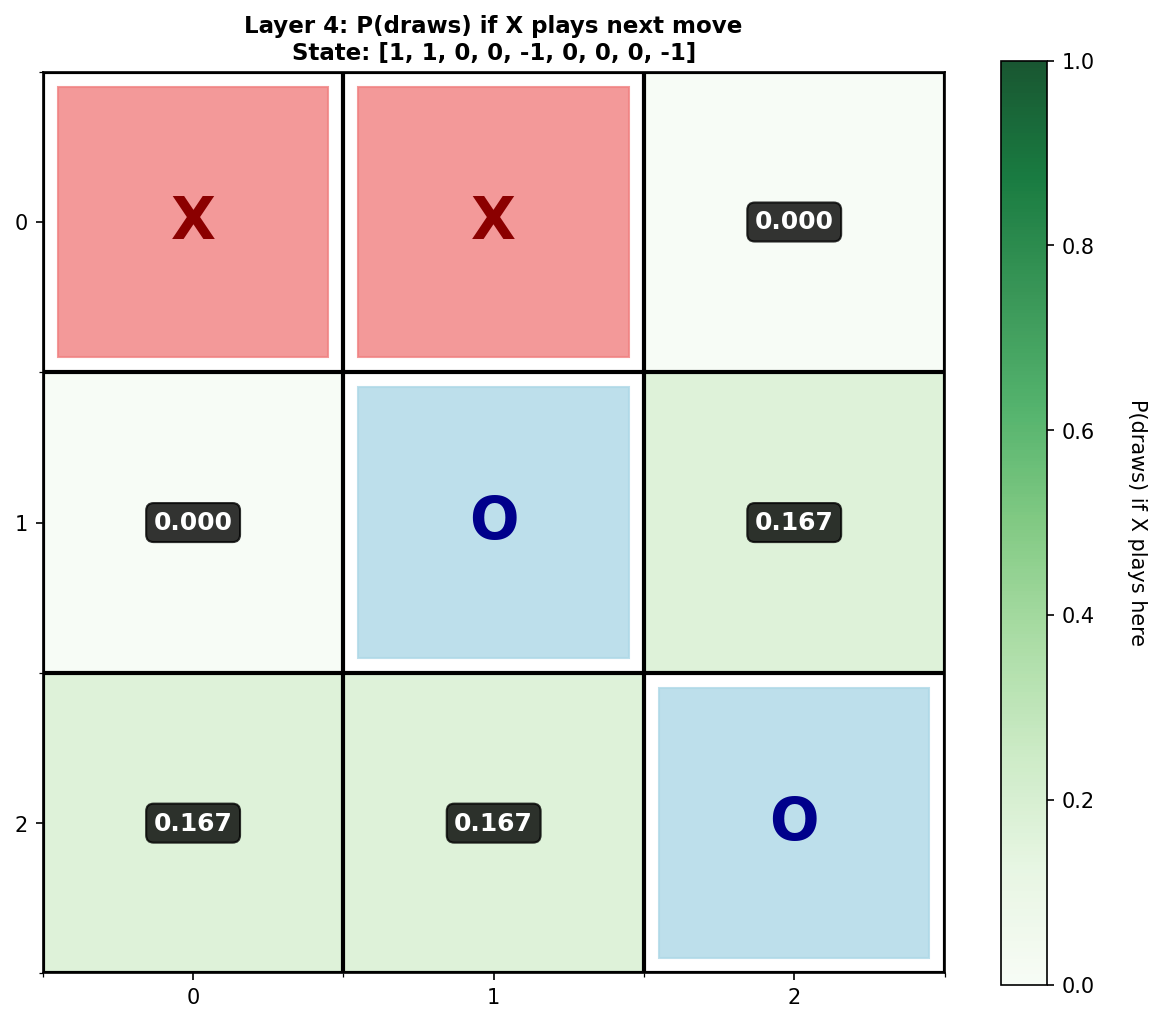 Layer 4: P(draws) if X plays next move
State: [1, 1, 0, 0, -1, 0, 0, 0, -1]
X
X
0.000
0.000
O
0.167
0.167
0.167
O
0
1
2
0
1
2
1.0
0.8
0.6
0.4
0.2
0.0
P(draws) if X plays here